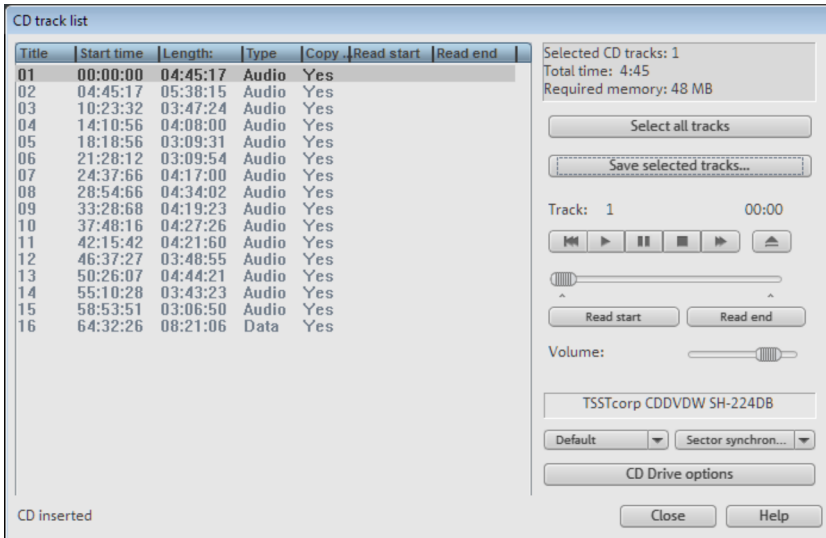 CD track list
Title Start time Length: Type Copy .. Read start Read end
01 00:00:00 04:45:17 Audio Yes
02 04:45:17 05:38:15 Audio Yes
03 10:23:32 03:47:24 Audio Yes
04 14:10:56 04:08:00 Audio Yes
05 18:18:56 03:09:31 Audio Yes
06 21:28:12 03:09:54 Audio Yes
07 24:37:66 04:17:00 Audio Yes
08 28:54:66 04:34:02 Audio Yes
09 33:28:68 04:19:23 Audio Yes
10 37:48:16 04:27:26 Audio Yes
11 42:15:42 04:21:60 Audio Yes
12 46:37:27 03:48:55 Audio Yes
13 50:26:07 04:44:21 Audio Yes
14 55:10:28 03:43:23 Audio Yes
15 58:53:51 03:06:50 Audio Yes
16 64:32:26 08:21:06 Data Yes
CD inserted
Selected CD tracks: 1
Total time: 4:45
Required memory: 48 MB
Select all tracks
Save selected tracks...
Track: 1 00:00
Read start Read end
Volume:
TSSTcorp CDDVDW SH-224DB
Default Sector synchron...
CD Drive options
Close Help